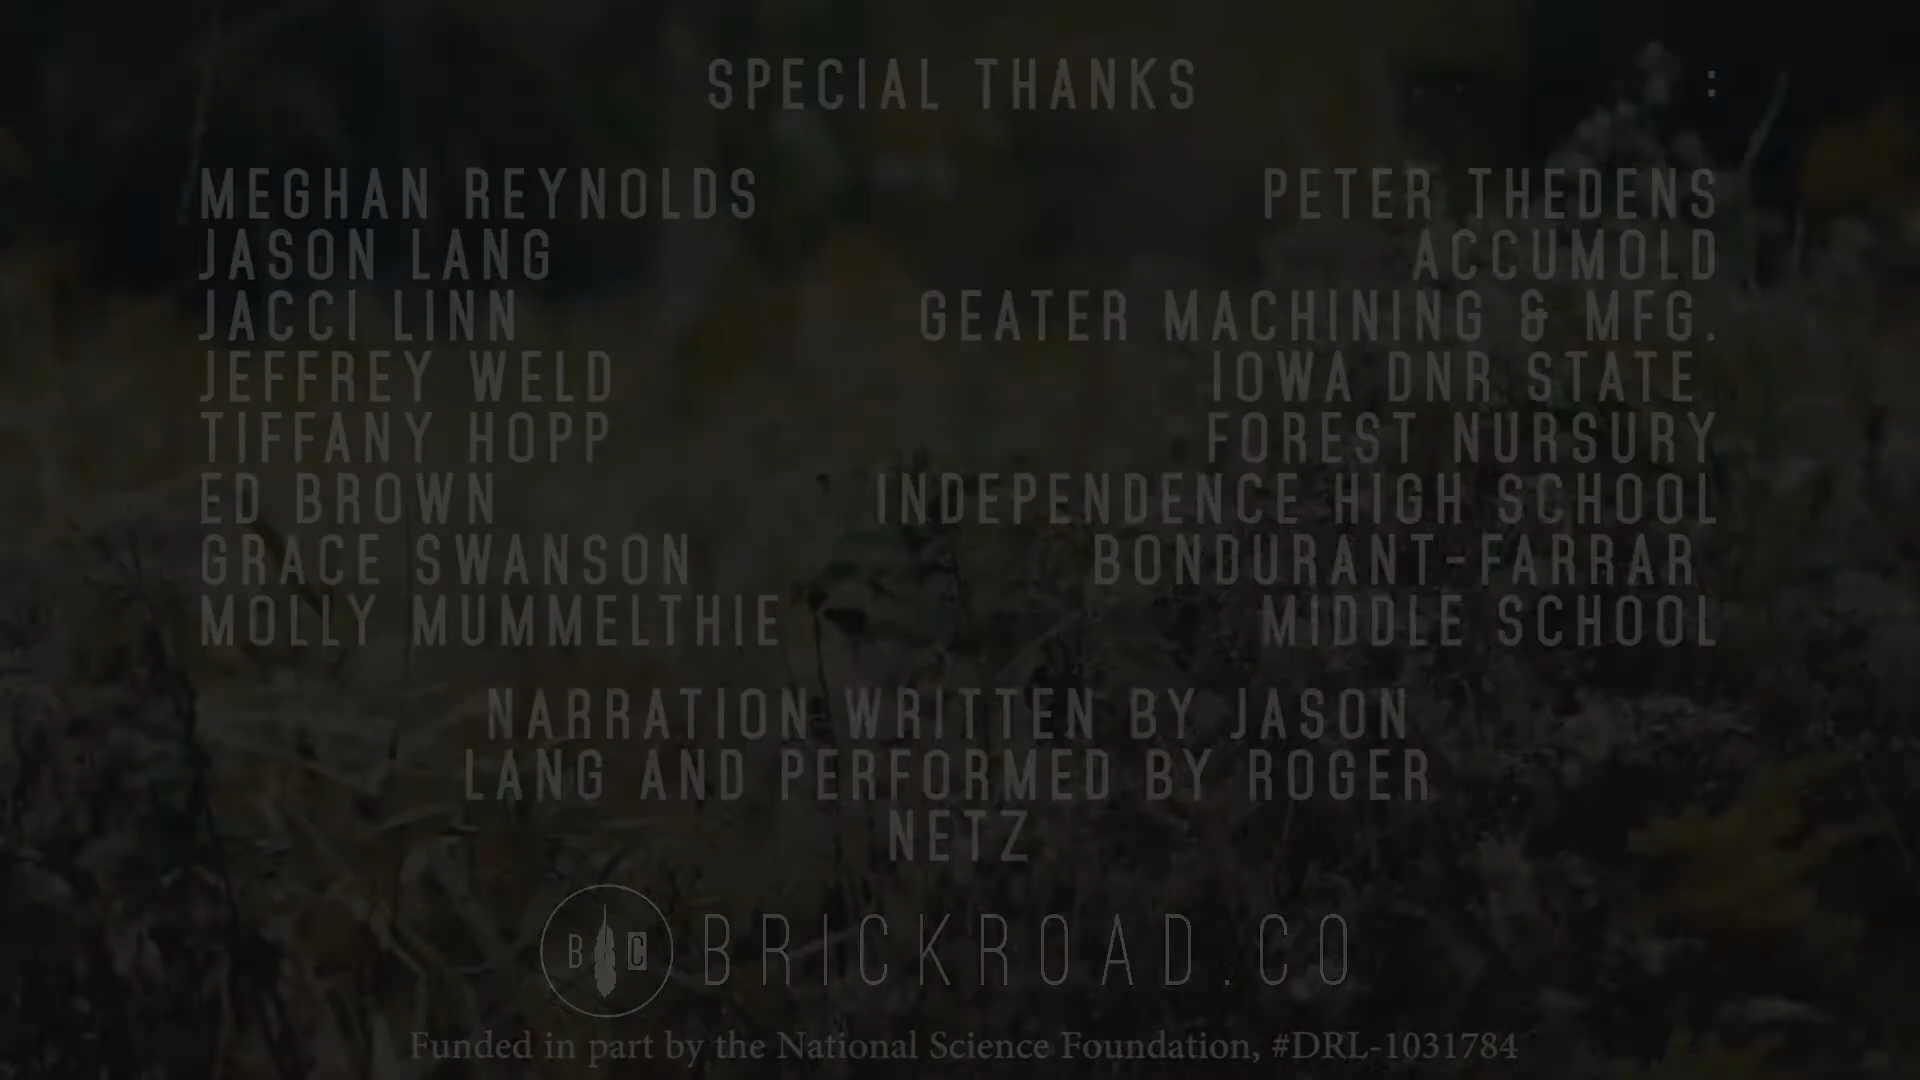 SPECIAL THANKS
:
MEGHAN REYNOLDS
JASON LANG
JACCI LINN
JEFFREY WELD
TIFFANY HOPP
ED BROWN
GRACE SWANSON
MOLLY MUMMELTHIE
PETER THEDENS
ACCUMOLD
GEATER MACHINING & MFG.
IOWA DNR STATE
FOREST NURSURY
INDEPENDENCE HIGH SCHOOL
BONDURANT-FARRAR
MIDDLE SCHOOL
NARRATION WRITTEN BY JASON
LANG AND PERFORMED BY ROGER
NETZ
B C BRICKROAD.CO
Funded in part by the National Science Foundation, #DRL-1031784